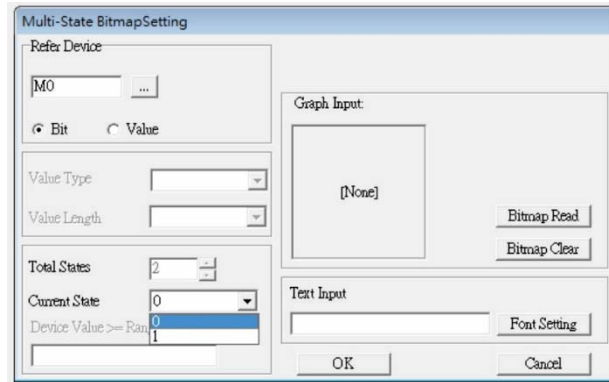 Multi-State BitmapSetting
Refer Device
M0
...
Bit
Value
Value Type
Value Length
Total States
2
Current State
0
Device Value >= Ran
0
1
Graph Input:
[None]
Bitmap Read
Bitmap Clear
Text Input
Font Setting
OK
Cancel